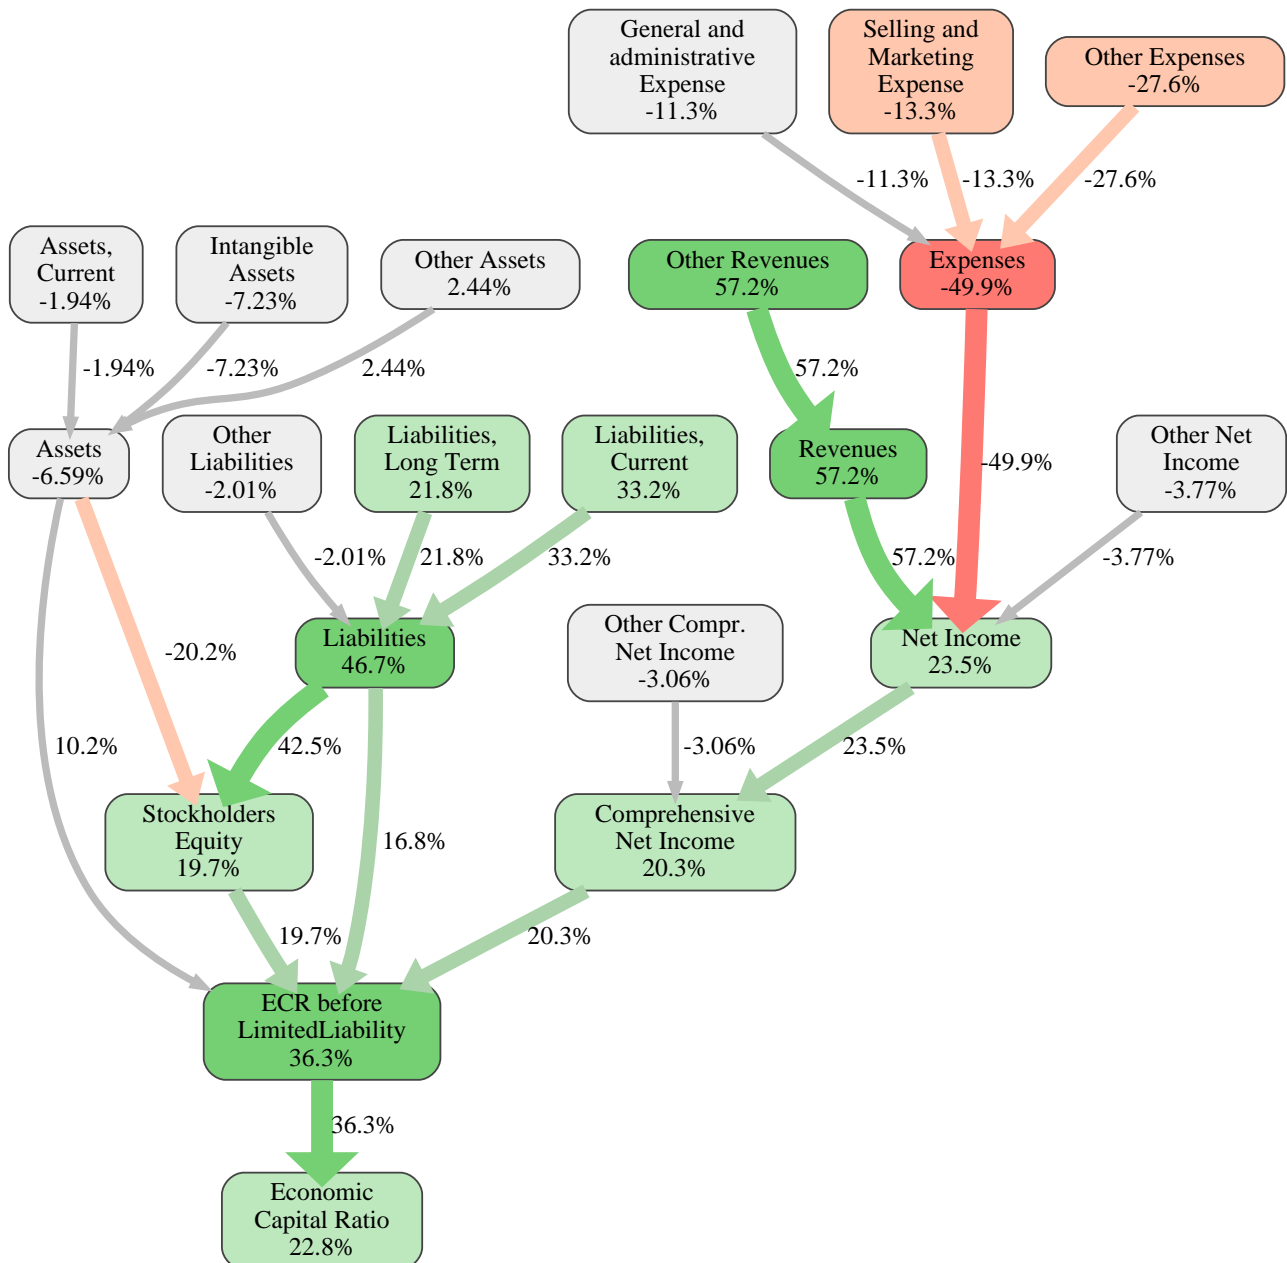 General and
administrative
Expense
-11.3%
Selling and
Marketing
Expense
-13.3%
Other Expenses
-27.6%
-11.3%
-13.3%
-27.6%
Assets,
Current
-1.94%
Intangible
Assets
-7.23%
Other Assets
2.44%
Other Revenues
57.2%
Expenses
-49.9%
-1.94%
-7.23%
2.44%
57.2%
-49.9%
Assets
-6.59%
Other
Liabilities
-2.01%
Liabilities,
Long Term
21.8%
Liabilities,
Current
33.2%
Revenues
57.2%
Other Net
Income
-3.77%
-2.01%
21.8%
33.2%
57.2%
-3.77%
-20.2%
Liabilities
46.7%
Other Compr.
Net Income
-3.06%
Net Income
23.5%
10.2%
42.5%
-3.06%
23.5%
Stockholders
Equity
19.7%
16.8%
Comprehensive
Net Income
20.3%
19.7%
20.3%
ECR before
LimitedLiability
36.3%
36.3%
Economic
Capital Ratio
22.8%